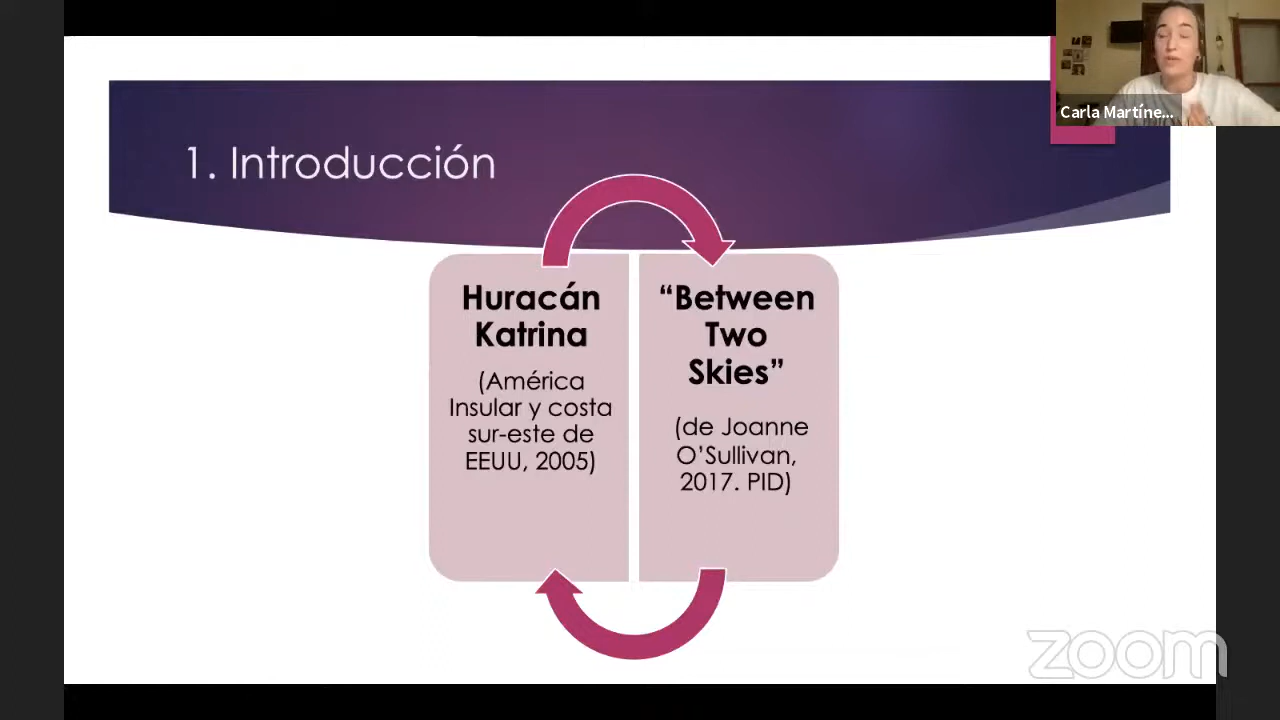 Carla Martíne...
1. Introducción
Huracán
Katrina
(América
Insular y costa
sur-este de
EEUU, 2005)
“Between
Two
Skies”
(de Joanne
O’Sullivan,
2017. PID)
zoom